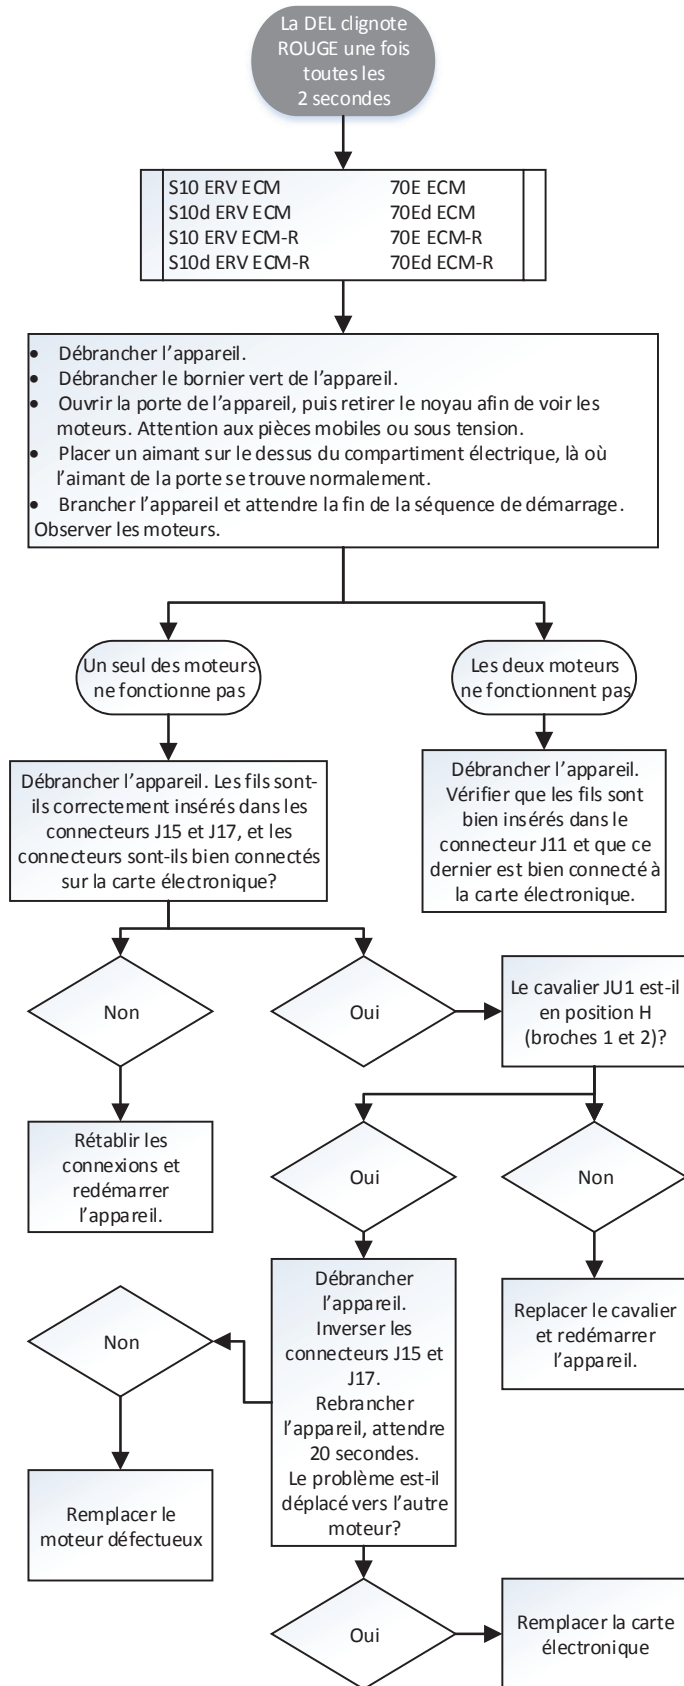 La DEL clignote
ROUGE une fois
toutes les
2 secondes
S10 ERV ECM 70E ECM
S10d ERV ECM 70Ed ECM
S10 ERV ECM-R 70E ECM-R
S10d ERV ECM-R 70Ed ECM-R
• Débrancher l’appareil.
• Débrancher le bornier vert de l’appareil.
• Ouvrir la porte de l’appareil, puis retirer le noyau afin de voir les
moteurs. Attention aux pièces mobiles ou sous tension.
• Placer un aimant sur le dessus du compartiment électrique, là où
l’aimant de la porte se trouve normalement.
• Brancher l’appareil et attendre la fin de la séquence de démarrage.
Observer les moteurs.
Un seul des moteurs
ne fonctionne pas
Les deux moteurs
ne fonctionnent pas
Débrancher l’appareil. Les fils sont-
ils correctement insérés dans les
connecteurs J15 et J17, et les
connecteurs sont-ils bien connectés
sur la carte électronique?
Débrancher l’appareil.
Vérifier que les fils sont
bien insérés dans le
connecteur J11 et que ce
dernier est bien connecté à
la carte électronique.
Non
Oui
Le cavalier JU1 est-il
en position H
(broches 1 et 2)?
Rétablir les
connexions et
redémarrer
l’appareil.
Oui
Non
Débrancher
l’appareil.
Inverser les
connecteurs J15 et
J17.
Rebrancher
l’appareil, attendre
20 secondes.
Le problème est-il
déplacé vers l’autre
moteur?
Replacer le cavalier
et redémarrer
l’appareil.
Non
Remplacer le
moteur défectueux
Oui
Remplacer la carte
électronique